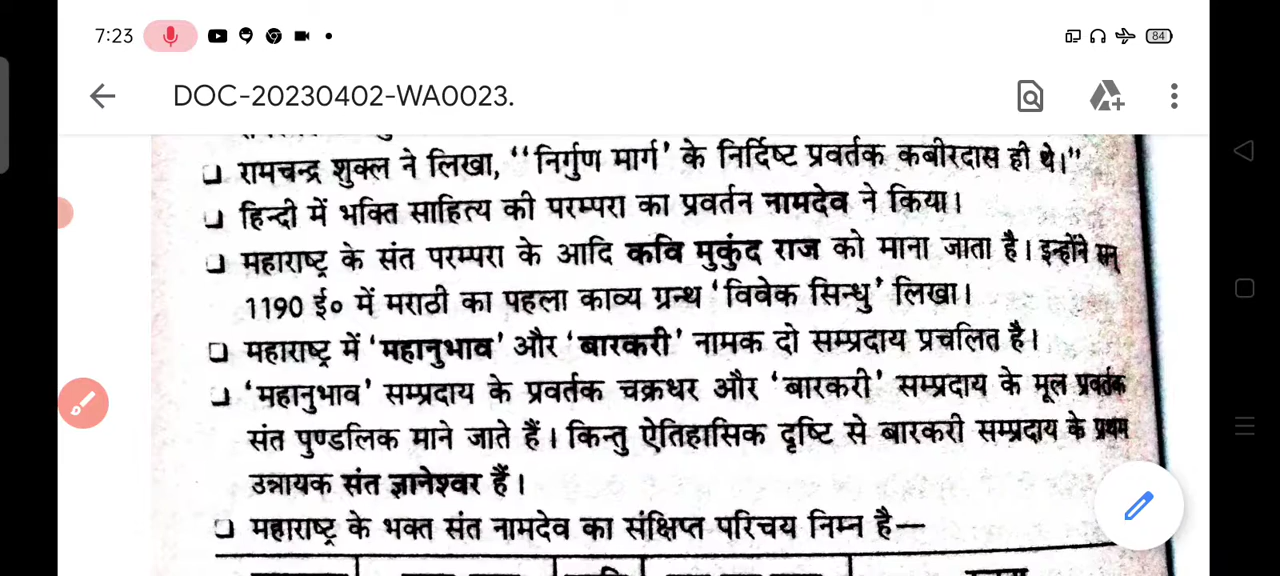 7:23
84
DOC-20230402-WA0023.
❑ रामचन्द्र शुक्ल ने लिखा, ‘‘निर्गुण मार्ग’ के निर्दिष्ट प्रवर्तक कबीरदास ही थे।’’
❑ हिन्दी में भक्ति साहित्य की परम्परा का प्रवर्तन नामदेव ने किया।
❑ महाराष्ट्र के संत परम्परा के आदि कवि मुकुंद राज को माना जाता है। इन्होंने सन्
1190 ई० में मराठी का पहला काव्य ग्रन्थ ‘विवेक सिन्धु’ लिखा।
❑ महाराष्ट्र में ‘महानुभाव’ और ‘बारकरी’ नामक दो सम्प्रदाय प्रचलित है।
❑ ‘महानुभाव’ सम्प्रदाय के प्रवर्तक चक्रधर और ‘बारकरी’ सम्प्रदाय के मूल प्रवर्तक
संत पुण्डलिक माने जाते हैं। किन्तु ऐतिहासिक दृष्टि से बारकरी सम्प्रदाय के प्रथम
उन्नायक संत ज्ञानेश्वर हैं।
❑ महाराष्ट्र के भक्त संत नामदेव का संक्षिप्त परिचय निम्न है—